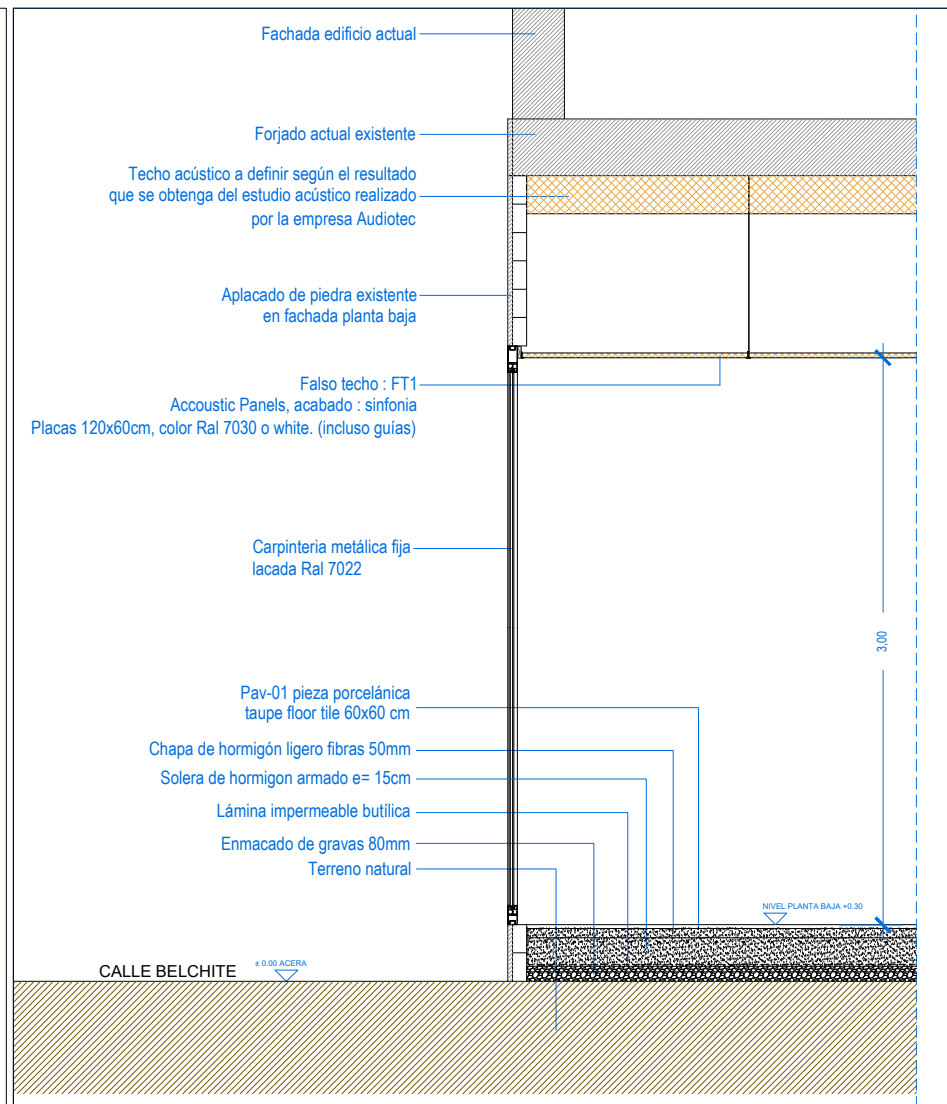 Fachada edificio actual
Forjado actual existente
Techo acústico a definir según el resultado
que se obtenga del estudio acústico realizado
por la empresa Audiotec
Aplacado de piedra existente
en fachada planta baja
Falso techo : FT1
Accoustic Panels, acabado : sinfonia
Placas 120x60cm, color Ral 7030 o white. (incluso guías)
Carpinteria metálica fija
lacada Ral 7022
3,00
Pav-01 pieza porcelánica
taupe floor tile 60x60 cm
Chapa de hormigón ligero fibras 50mm
Solera de hormigon armado e= 15cm
Lámina impermeable butílica
Enmacado de gravas 80mm
Terreno natural
NIVEL PLANTA BAJA +0.30
CALLE BELCHITE
± 0.00 ACERA